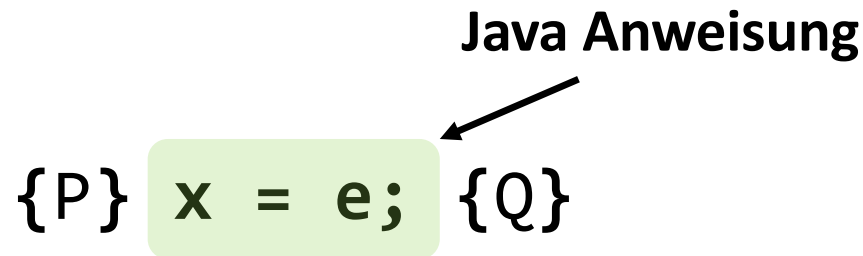 Java Anweisung
{P} x = e; {Q}